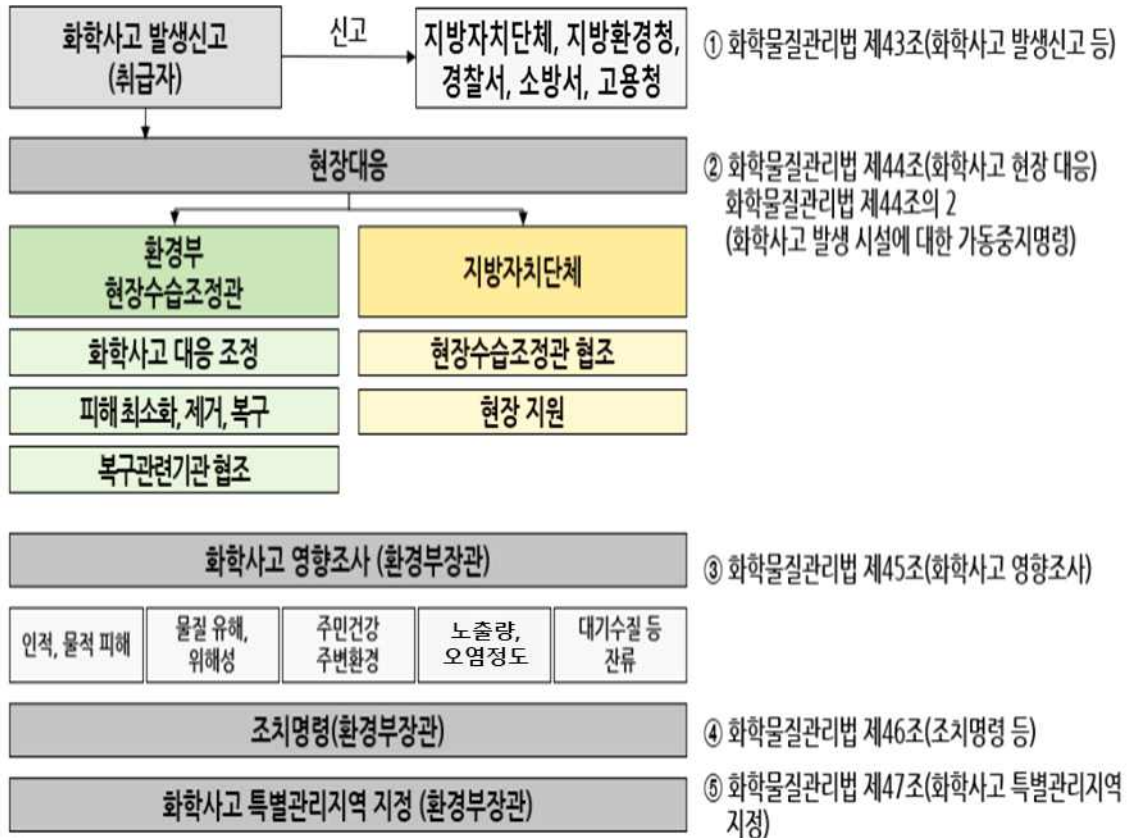 화학사고 발생신고
(취급자)
신고
지방자치단체, 지방환경청,
경찰서, 소방서, 고용청
① 화학물질관리법 제43조(화학사고 발생신고 등)
현장대응
② 화학물질관리법 제44조(화학사고 현장 대응)
화학물질관리법 제44조의 2
(화학사고 발생 시설에 대한 가동중지명령)
환경부
현장수습조정관
지방자치단체
화학사고 대응 조정
현장수습조정관 협조
피해 최소화, 제거, 복구
현장 지원
복구관련기관 협조
화학사고 영향조사 (환경부장관)
③ 화학물질관리법 제45조(화학사고 영향조사)
인적, 물적 피해
물질 유해,
위해성
주민건강
주변환경
노출량,
오염정도
대기수질 등
잔류
조치명령(환경부장관)
④ 화학물질관리법 제46조(조치명령 등)
화학사고 특별관리지역 지정 (환경부장관)
⑤ 화학물질관리법 제47조(화학사고 특별관리지역
지정)